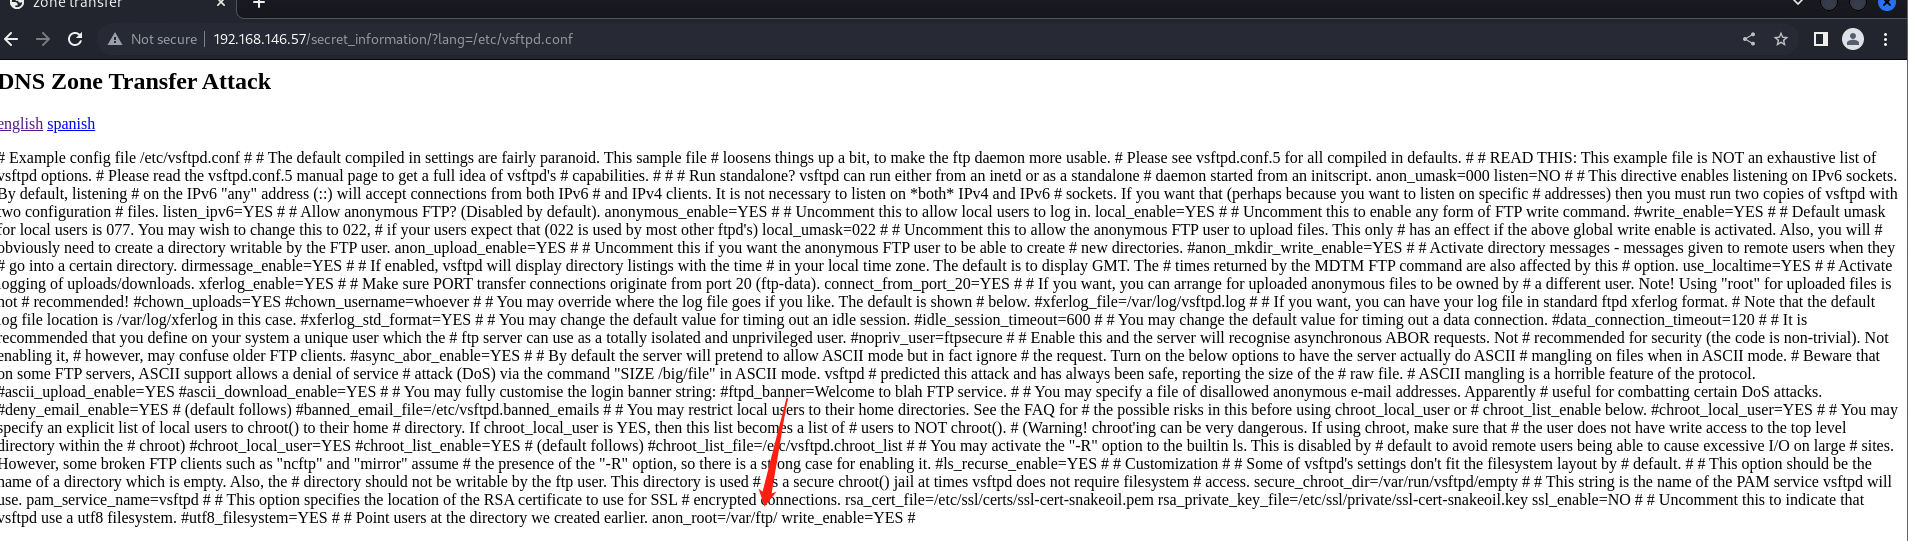 zone transfer
Not secure
192.168.146.57/secret_information/?lang=/etc/vsftpd.conf
DNS Zone Transfer Attack
english spanish
# Example config file /etc/vsftpd.conf # # The default compiled in settings are fairly paranoid. This sample file # loosens things up a bit, to make the ftp daemon more usable. # Please see vsftpd.conf.5 for all compiled in defaults. # # READ THIS: This example file is NOT an exhaustive list of
vsftpd options. # Please read the vsftpd.conf.5 manual page to get a full idea of vsftpd's # capabilities. # # # Run standalone? vsftpd can run either from an inetd or as a standalone # daemon started from an initscript. anon_umask=000 listen=NO # # This directive enables listening on IPv6 sockets.
By default, listening # on the IPv6 "any" address (::) will accept connections from both IPv6 # and IPv4 clients. It is not necessary to listen on *both* IPv4 and IPv6 # sockets. If you want that (perhaps because you want to listen on specific # addresses) then you must run two copies of vsftpd with
two configuration # files. listen_ipv6=YES # # Allow anonymous FTP? (Disabled by default). anonymous_enable=YES # # Uncomment this to allow local users to log in. local_enable=YES # # Uncomment this to enable any form of FTP write command. #write_enable=YES # # Default umask
for local users is 077. You may wish to change this to 022, # if your users expect that (022 is used by most other ftpd's) local_umask=022 # # Uncomment this to allow the anonymous FTP user to upload files. This only # has an effect if the above global write enable is activated. Also, you will #
obviously need to create a directory writable by the FTP user. anon_upload_enable=YES # # Uncomment this if you want the anonymous FTP user to be able to create # new directories. #anon_mkdir_write_enable=YES # # Activate directory messages - messages given to remote users when they
# go into a certain directory. dirmessage_enable=YES # # If enabled, vsftpd will display directory listings with the time # in your local time zone. The default is to display GMT. The # times returned by the MDTM FTP command are also affected by this # option. use_localtime=YES # # Activate
logging of uploads/downloads. xferlog_enable=YES # # Make sure PORT transfer connections originate from port 20 (ftp-data). connect_from_port_20=YES # # If you want, you can arrange for uploaded anonymous files to be owned by # a different user. Note! Using "root" for uploaded files is
not # recommended! #chown_uploads=YES #chown_username=whoever # # You may override where the log file goes if you like. The default is shown # below. #xferlog_file=/var/log/vsftpd.log # # If you want, you can have your log file in standard ftpd xferlog format. # Note that the default
log file location is /var/log/xferlog in this case. #xferlog_std_format=YES # # You may change the default value for timing out an idle session. #idle_session_timeout=600 # # You may change the default value for timing out a data connection. #data_connection_timeout=120 # # It is
recommended that you define on your system a unique user which the # ftp server can use as a totally isolated and unprivileged user. #nopriv_user=ftpsecure # # Enable this and the server will recognise asynchronous ABOR requests. Not # recommended for security (the code is non-trivial). Not
enabling it, # however, may confuse older FTP clients. #async_abor_enable=YES # # By default the server will pretend to allow ASCII mode but in fact ignore # the request. Turn on the below options to have the server actually do ASCII # mangling on files when in ASCII mode. # Beware that
on some FTP servers, ASCII support allows a denial of service # attack (DoS) via the command "SIZE /big/file" in ASCII mode. vsftpd # predicted this attack and has always been safe, reporting the size of the # raw file. # ASCII mangling is a horrible feature of the protocol.
#ascii_upload_enable=YES #ascii_download_enable=YES # # You may fully customise the login banner string: #ftpd_banner=Welcome to blah FTP service. # # You may specify a file of disallowed anonymous e-mail addresses. Apparently # useful for combatting certain DoS attacks.
#deny_email_enable=YES # (default follows) #banned_email_file=/etc/vsftpd.banned_emails # # You may restrict local users to their home directories. See the FAQ for # the possible risks in this before using chroot_local_user or # chroot_list_enable below. #chroot_local_user=YES # # You may
specify an explicit list of local users to chroot() to their home # directory. If chroot_local_user is YES, then this list becomes a list of # users to NOT chroot(). # (Warning! chroot'ing can be very dangerous. If using chroot, make sure that # the user does not have write access to the top level
directory within the # chroot) #chroot_local_user=YES #chroot_list_enable=YES # (default follows) #chroot_list_file=/etc/vsftpd.chroot_list # # You may activate the "-R" option to the builtin ls. This is disabled by # default to avoid remote users being able to cause excessive I/O on large # sites.
However, some broken FTP clients such as "ncftp" and "mirror" assume # the presence of the "-R" option, so there is a strong case for enabling it. #ls_recurse_enable=YES # # Customization # # Some of vsftpd's settings don't fit the filesystem layout by # default. # # This option should be the
name of a directory which is empty. Also, the # directory should not be writable by the ftp user. This directory is used # as a secure chroot() jail at times vsftpd does not require filesystem # access. secure_chroot_dir=/var/run/vsftpd/empty # # This string is the name of the PAM service vsftpd will
use. pam_service_name=vsftpd # # This option specifies the location of the RSA certificate to use for SSL # encrypted connections. rsa_cert_file=/etc/ssl/certs/ssl-cert-snakeoil.pem rsa_private_key_file=/etc/ssl/private/ssl-cert-snakeoil.key ssl_enable=NO # # Uncomment this to indicate that
vsftpd use a utf8 filesystem. #utf8_filesystem=YES # # Point users at the directory we created earlier. anon_root=/var/ftp/ write_enable=YES #